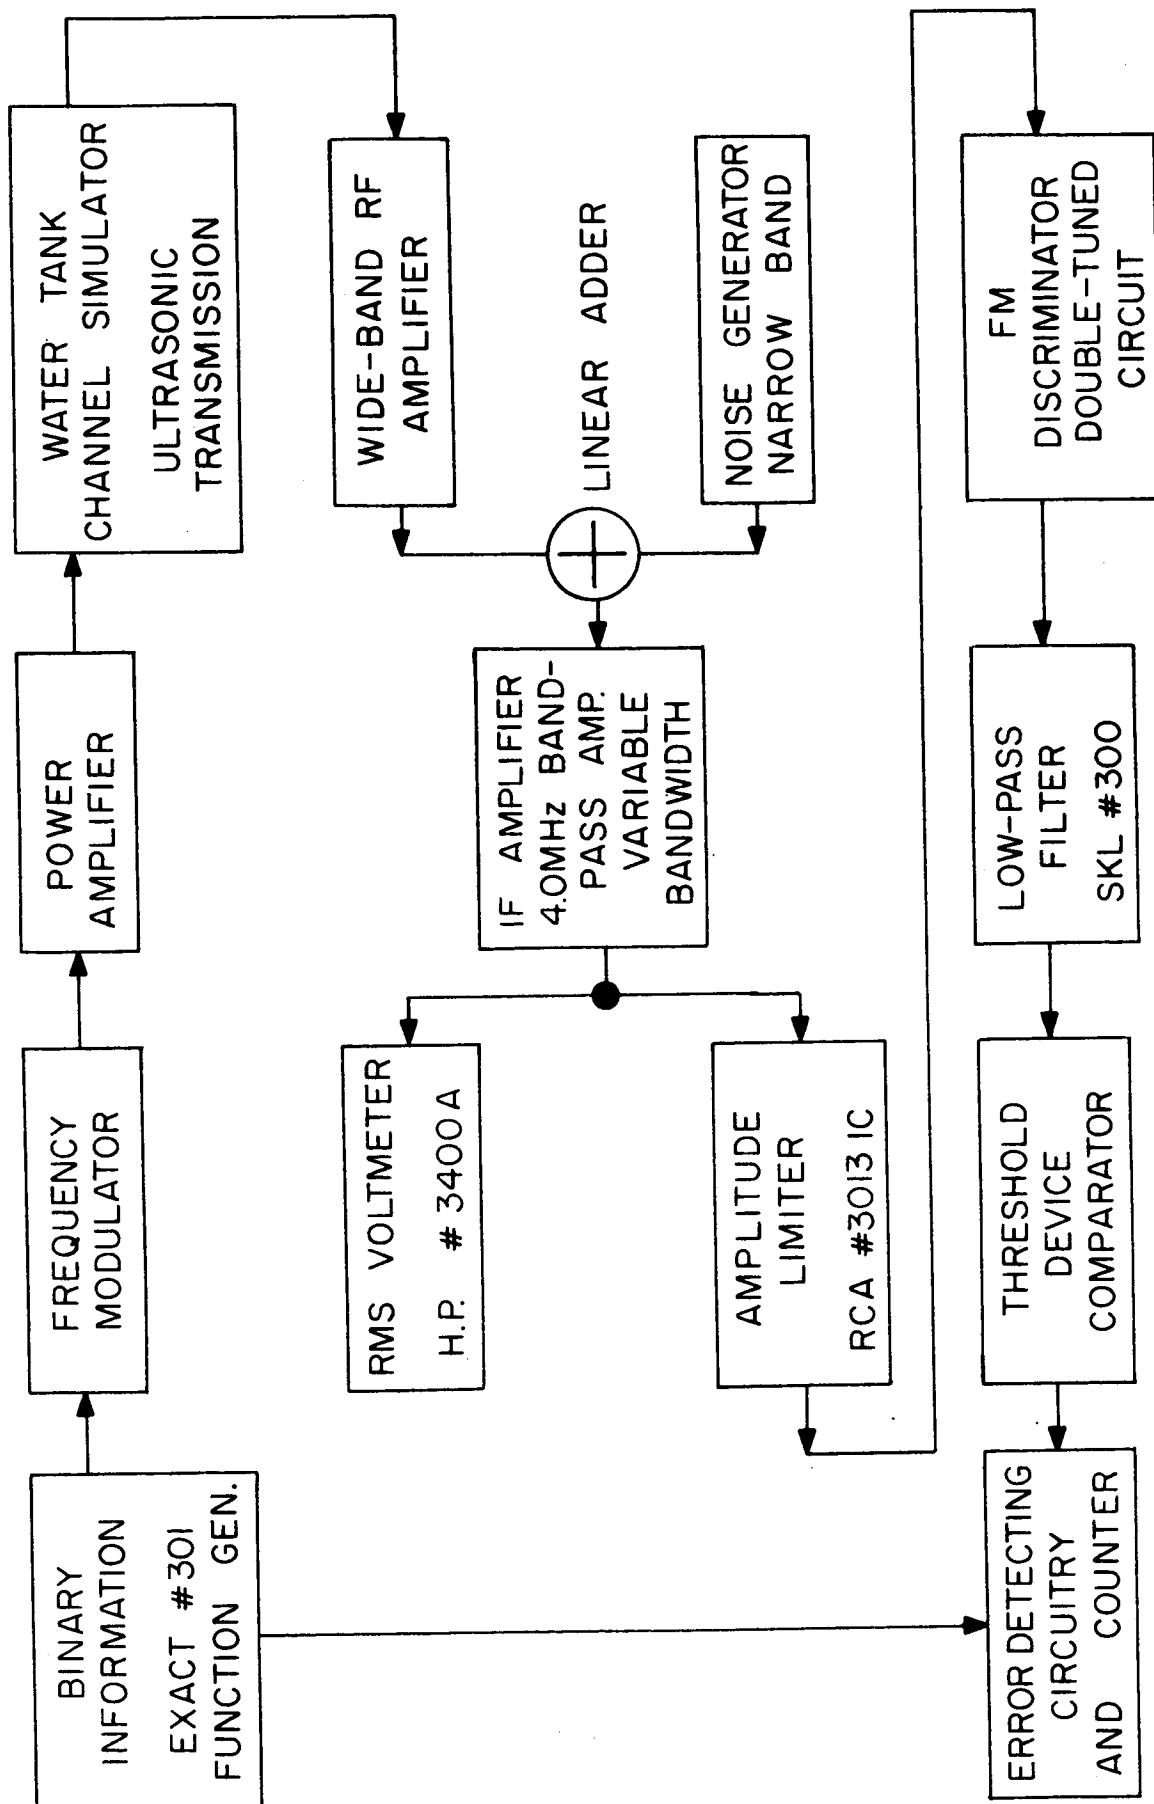 BINARY
INFORMATION
EXACT #301
FUNCTION GEN.
FREQUENCY
MODULATOR
POWER
AMPLIFIER
WATER TANK
CHANNEL SIMULATOR
ULTRASONIC
TRANSMISSION
RMS VOLTMETER
H.P. # 3400A
IF AMPLIFIER
4.0MHz BAND-
PASS AMP.
VARIABLE
BANDWIDTH
WIDE-BAND RF
AMPLIFIER
LINEAR ADDER
NOISE GENERATOR
NARROW BAND
AMPLITUDE
LIMITER
RCA #3013 IC
ERROR DETECTING
CIRCUITRY
AND COUNTER
THRESHOLD
DEVICE
COMPARATOR
LOW-PASS
FILTER
SKL #300
FM
DISCRIMINATOR
DOUBLE-TUNED
CIRCUIT